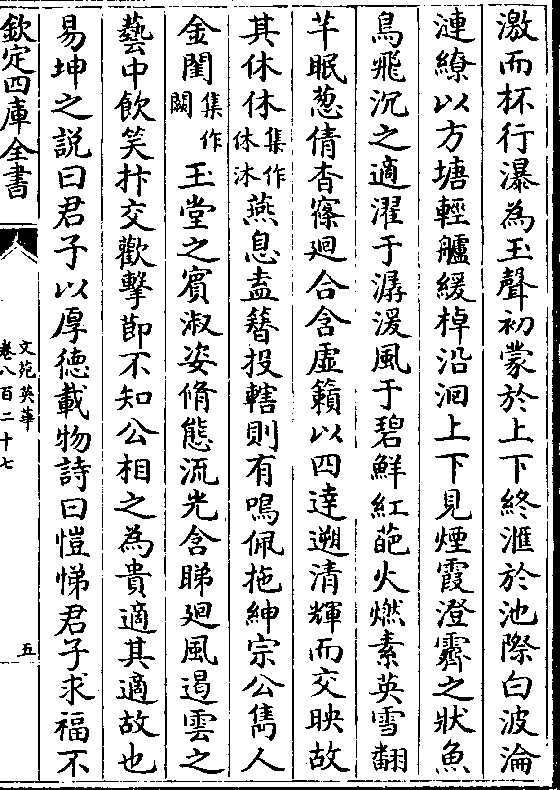 激而杯行瀑為玉聲初蒙於上下終滙於池際白波淪
漣繚以方塘輕艫緩棹沿洄上下見煙霞澄霽之狀魚
鳥飛沉之適濯于潺湲風于碧鮮紅葩火燃素英雪翻
芊眠葱倩杳窱廻合含虛籟以四達遡清輝而交映故
其休休集作休沐燕息盍簪投轄則有鳴佩拖紳宗公雋人
金閨集作闕玉堂之賓淑姿脩態流光含睇廻風遏雲之
藝中飲笑抃交歡擊節不知公相之為貴適其適故也
易坤之説曰君子以厚德載物詩曰愷悌君子求福不
欽定四庫全書
文苑英華
卷八百二十七
五